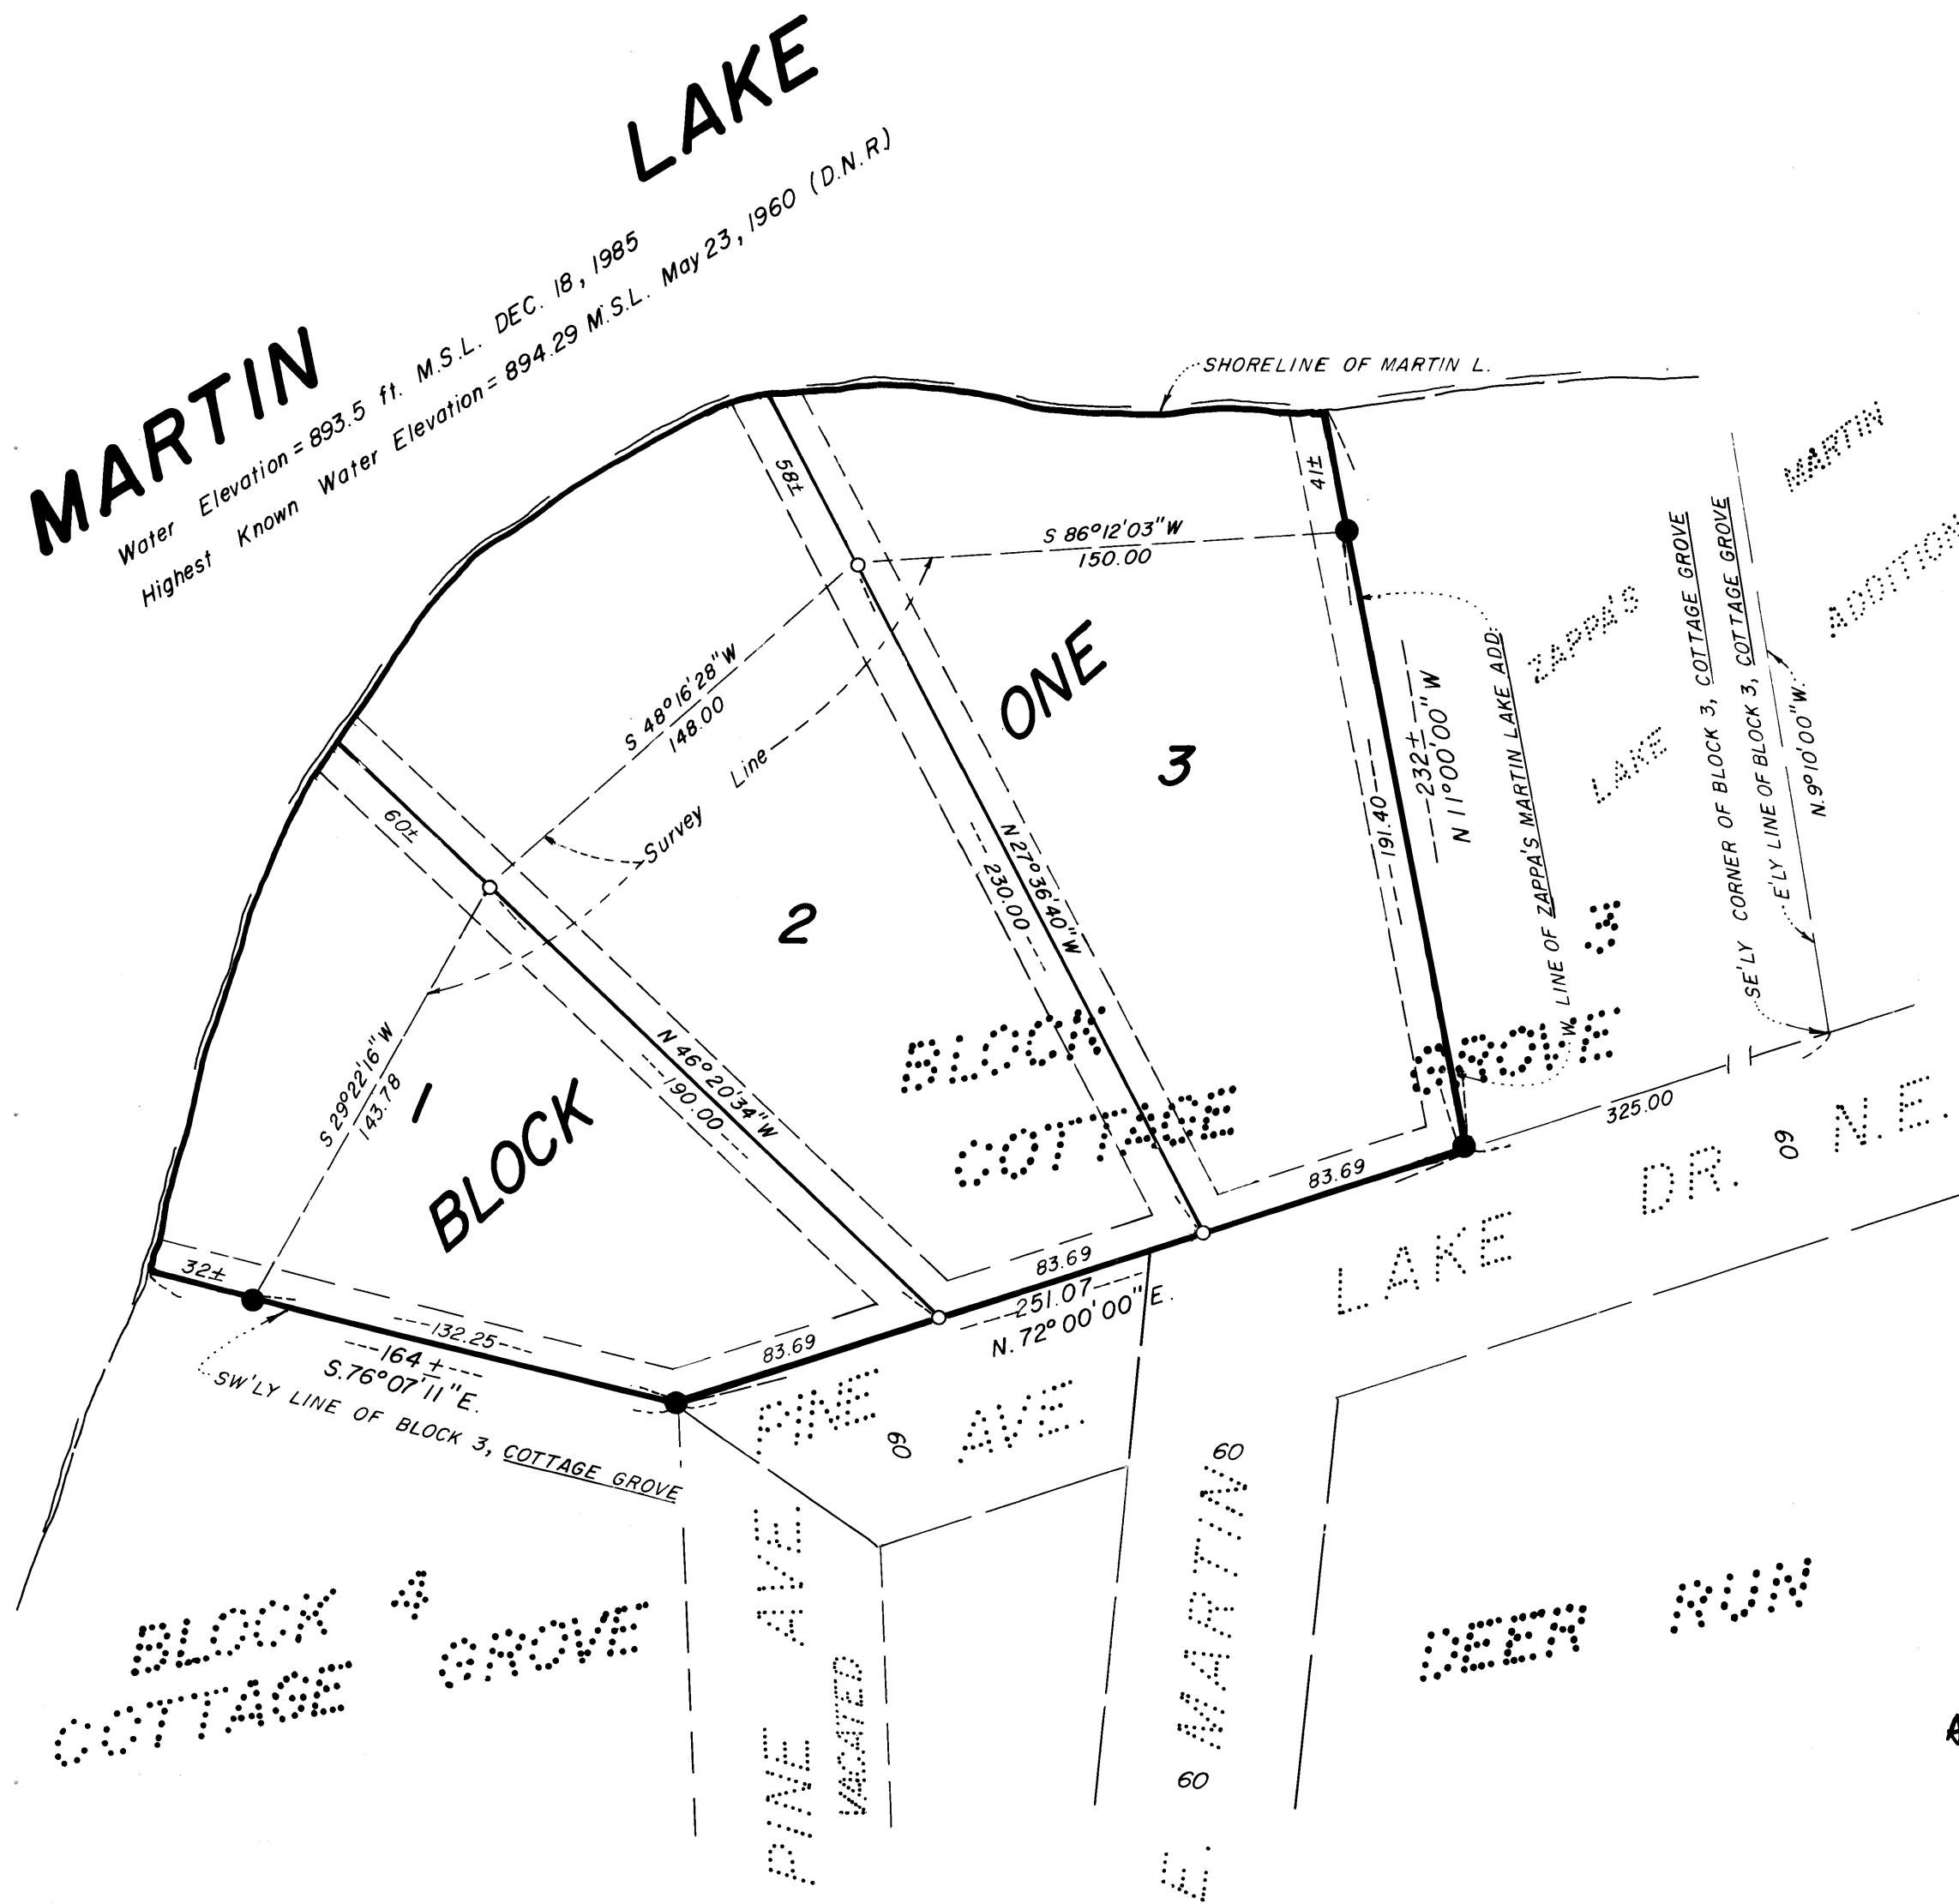 MARTIN LAKE
Water Elevation = 893.5 ft. M.S.L. DEC. 18, 1985
Highest Known Water Elevation = 894.29 M.S.L. May 23, 1960 (D.N.R.)
SHORELINE OF MARTIN L.
58±
41±
S 86°12'03"W
150.00
S 48°16'28"W
148.00
Survey Line
60±
S 29°22'16"W
143.78
BLOCK ONE
1
2
3
N 46°20'34"W
190.00
N 27°36'40"W
230.00
191.40
232±
N 11°00'00"W
W. LINE OF ZAPPA'S MARTIN LAKE ADD.
ZAPPA'S
MARTIN
LAKE
ADDITION
SE'LY CORNER OF BLOCK 3, COTTAGE GROVE
E'LY LINE OF BLOCK 3, COTTAGE GROVE
N.9°10'00"W.
BLOCK 3
COTTAGE GROVE
32±
132.25
164±
S.76°07'11"E.
SW'LY LINE OF BLOCK 3, COTTAGE GROVE
83.69
83.69
83.69
251.07
N. 72°00'00"E.
325.00
PINE AVE.
60
E. MARTIN LAKE DR. N.E.
60
60
60
PINE AVE
VACATED
BLOCK 4
COTTAGE GROVE
DEER RUN